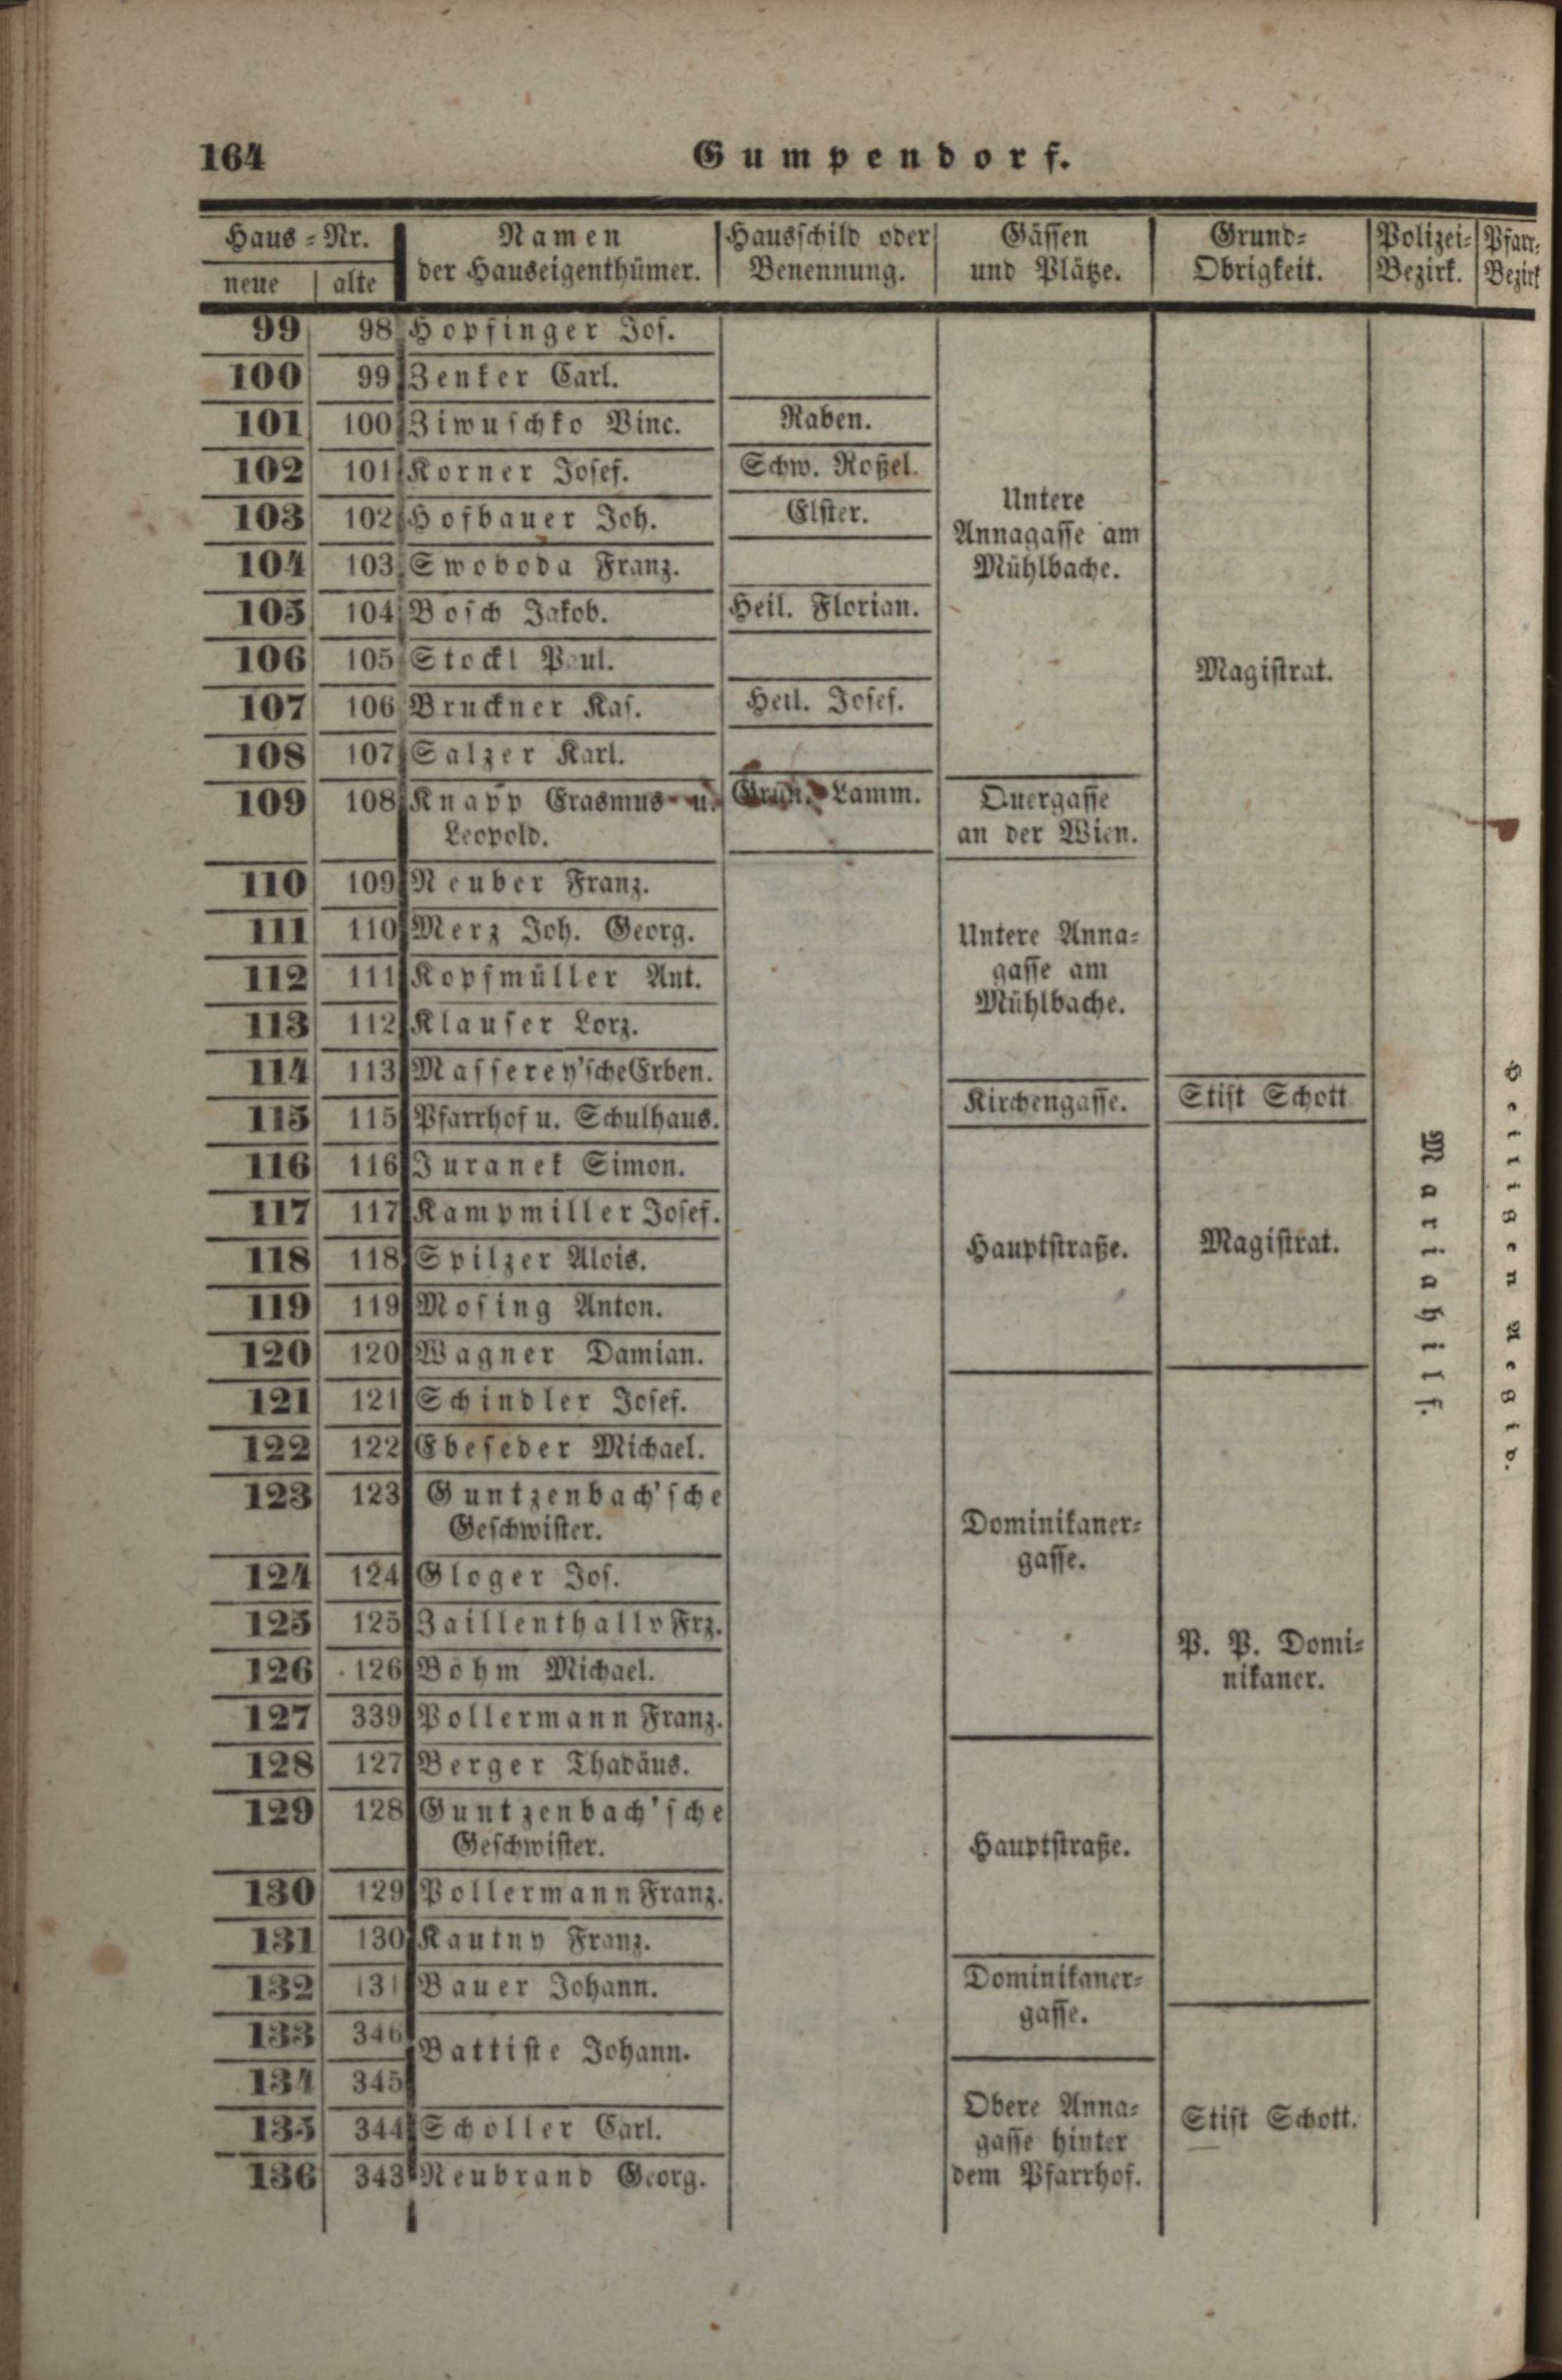 164 Gumpendorf.
Haus-Nr. | Namen | Hausschild oder | Gässen | Grund- | Polizei- | Pfarr-
neue | alte | der Hauseigenthümer. | Benennung. | und Plätze. | Obrigkeit. | Bezirk. | Bezirk
99 98 Hopfinger Jos.
100 99 Zenker Carl.
101 100 Ziwuschko Vinc. Raben.
102 101 Korner Josef. Schw. Roßel.
103 102 Hofbauer Joh. Elster.
Untere
Annagasse am
Mühlbache.
104 103 Swoboda Franz.
105 104 Bosch Jakob. Heil. Florian.
106 105 Stockl Paul.
Magistrat.
107 106 Bruckner Kas. Heil. Josef.
108 107 Salzer Karl.
109 108 Knapp Erasmus u. Lamm. Quergasse
Leopold. an der Wien.
110 109 Neuber Franz.
111 110 Merz Joh. Georg. Untere Anna-
112 111 Kopfmüller Ant. gasse am
Mühlbache.
113 112 Klauser Lorz.
114 113 Masserey'sche Erben.
115 115 Pfarrhof u. Schulhaus. Kirchengasse. Stift Schott
116 116 Juranek Simon.
117 117 Kampmiller Josef.
118 118 Spilzer Alois. Hauptstraße. Magistrat.
Mariahilf.
119 119 Mosing Anton.
120 120 Wagner Damian.
121 121 Schindler Josef.
122 122 Ebeseder Michael.
123 123 Guntzenbach'sche
Geschwister. Dominikaner-
gasse.
124 124 Gloger Jos.
125 125 Frz.
126 126 Böhm Michael. P. P. Domi-
nikaner.
127 339 Pollermann Franz.
128 127 Berger Thadäus.
129 128 Guntzenbach'sche
Geschwister. Hauptstraße.
130 129 Pollermann Franz.
131 130 Kautny Franz.
132 131 Bauer Johann. Dominikaner-
gasse.
133 346 Battiste Johann.
134 345
135 344 Scholler Carl. Obere Anna- Stift Schott.
gasse hinter
136 343 Neubrand Georg. dem Pfarrhof.